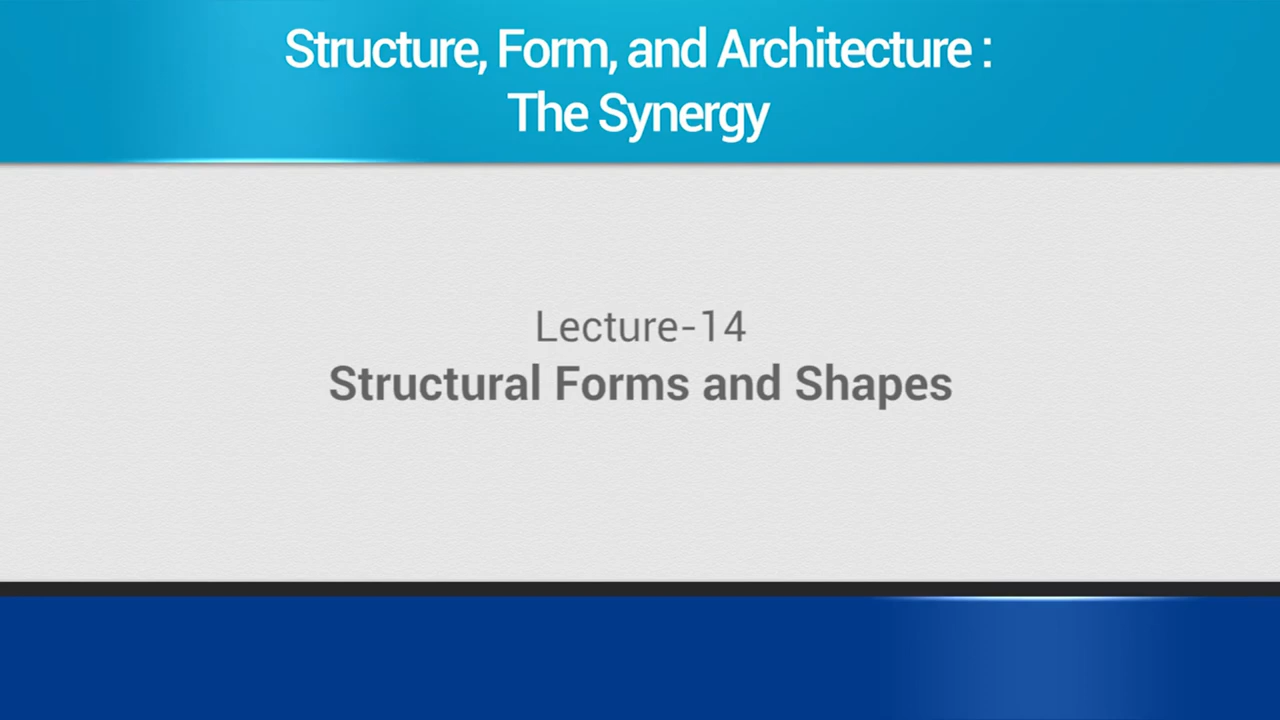 Structure, Form, and Architecture :
The Synergy
Lecture-14
Structural Forms and Shapes